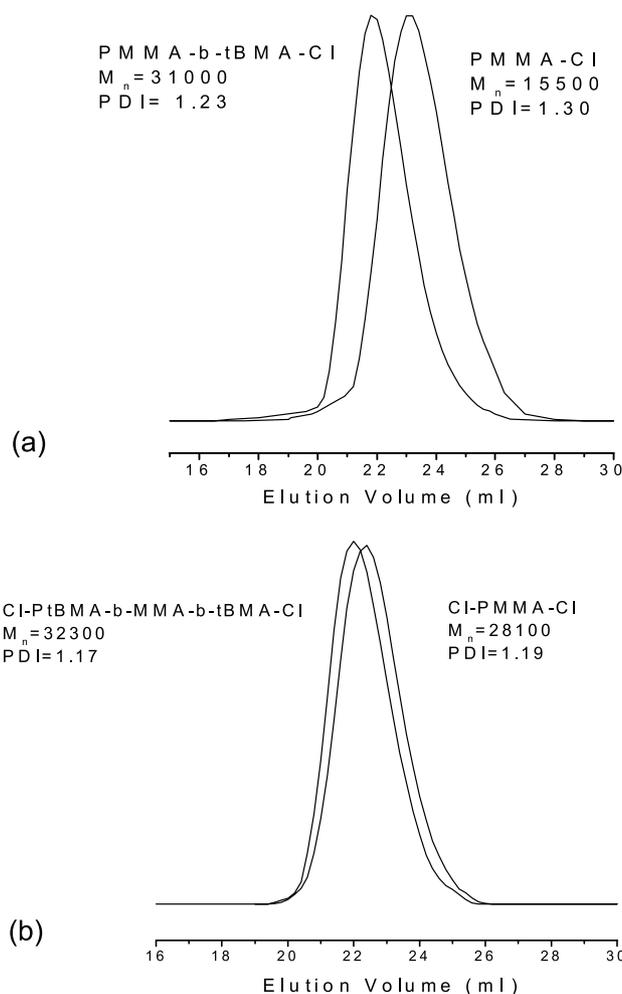 PMMA-b-tBMA-Cl
Mn=31000
PDI= 1.23
PMMA-Cl
Mn=15500
PDI=1.30
(a)
16 18 20 22 24 26 28 30
Elution Volume (ml)
Cl-PtBMA-b-MMA-b-tBMA-Cl
Mn=32300
PDI=1.17
Cl-PMMA-Cl
Mn=28100
PDI=1.19
(b)
16 18 20 22 24 26 28 30
Elution Volume (ml)